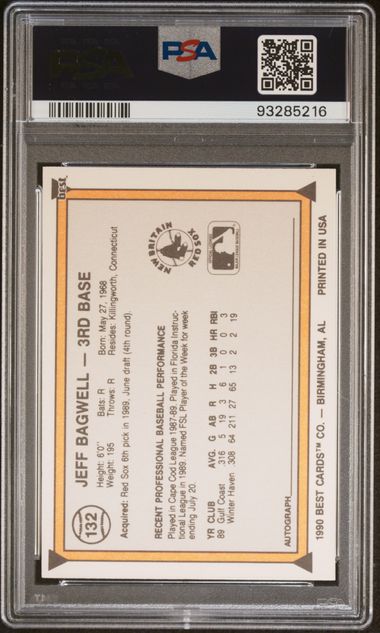 PSA
PSA
93285216
BEST
132
JEFF BAGWELL — 3RD BASE
Height: 6'0" Bats: R Born: May 27, 1968
Weight: 195 Throws: R Resides: Killingworth, Connecticut
Acquired: Red Sox 6th pick in 1989, June draft (4th round).
NEW BRITAIN
RED SOX
RECENT PROFESSIONAL BASEBALL PERFORMANCE
Played in Cape Cod League 1987-89. Played in Florida Instruc-
tional League in 1989. Named FSL Player of the Week for week
ending July 20.
YR CLUB AVG. G AB R H 2B 3B HR RBI
89 Gulf Coast .316 5 19 3 6 1 0 0 3
Winter Haven .308 64 211 27 65 13 2 2 19
AUTOGRAPH
1990 BEST CARDS™ CO. — BIRMINGHAM, AL PRINTED IN USA